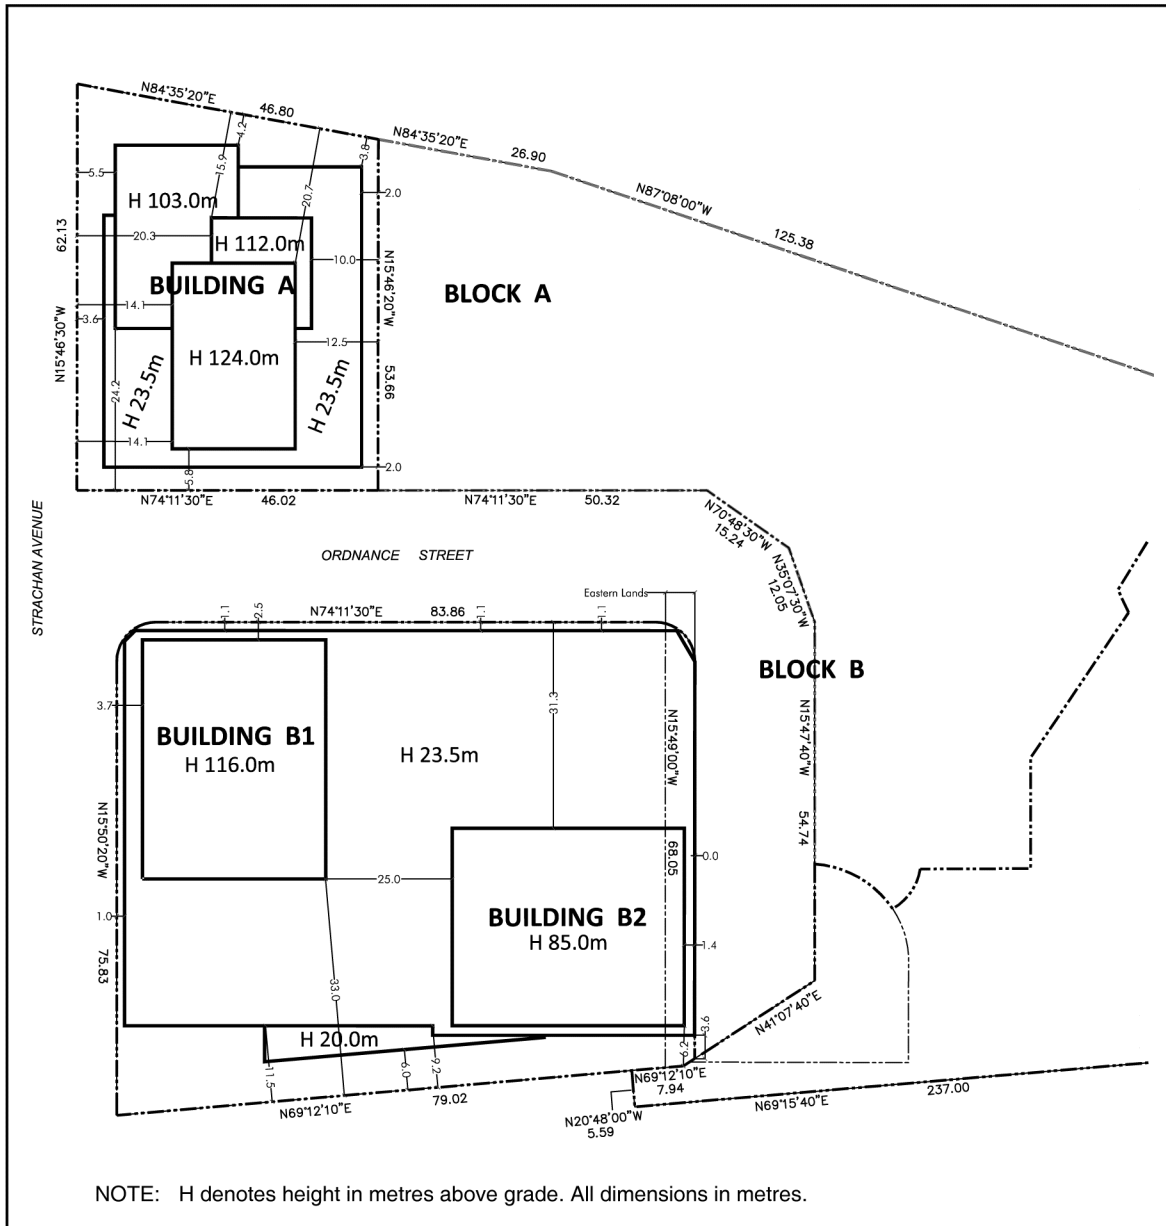 N84°35'20"E
46.80
N84°35'20"E
26.90
N87°08'00"W
125.38
4.2
15.9
3.8
5.5
2.0
20.7
H 103.0m
62.13
20.3
H 112.0m
10.0
N15°46'20"W
BUILDING A
BLOCK A
14.1
3.6
N15°46'30"W
12.5
H 124.0m
53.66
24.2
H 23.5m
H 23.5m
14.1
5.8
2.0
N74°11'30"E
46.02
N74°11'30"E
50.32
N70°48'30"W
15.24
STRACHAN AVENUE
ORDNANCE STREET
N35°07'30"W
12.05
Eastern Lands
1.1
2.5
N74°11'30"E
83.86
1.1
1.1
BLOCK B
3.7
31.3
N15°49'00"W
N15°47'40"W
BUILDING B1
H 116.0m
H 23.5m
N15°50'20"W
54.74
68.05
0.0
25.0
1.0
BUILDING B2
H 85.0m
1.4
75.83
33.0
N41°07'40"E
3.6
H 20.0m
6.2
11.5
6.0
9.2
N69°12'10"E
7.94
N69°12'10"E
79.02
N20°48'00"W
5.59
N69°15'40"E
237.00
NOTE: H denotes height in metres above grade. All dimensions in metres.